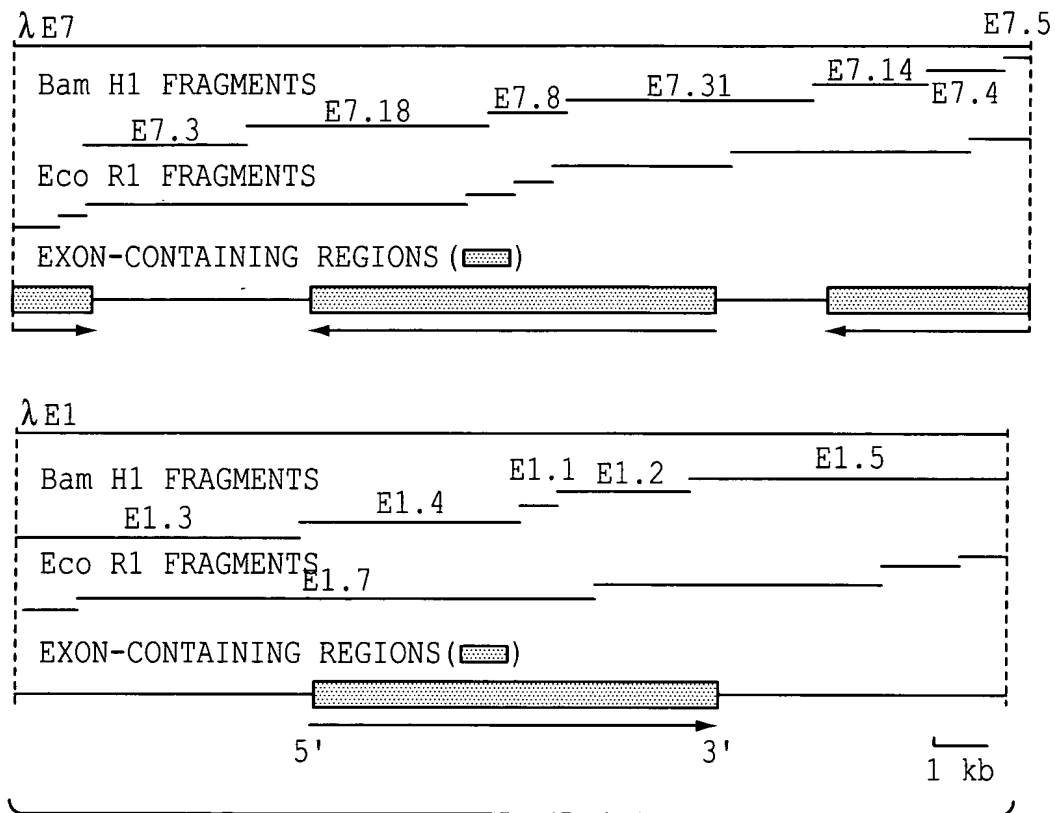 λE7 E7.5
Bam H1 FRAGMENTS E7.3 E7.18 E7.8 E7.31 E7.14 E7.4
Eco R1 FRAGMENTS
EXON-CONTAINING REGIONS ( )
λE1
Bam H1 FRAGMENTS E1.3 E1.4 E1.1 E1.2 E1.5
Eco R1 FRAGMENTS E1.7
EXON-CONTAINING REGIONS ( )
5' 3'
1 kb